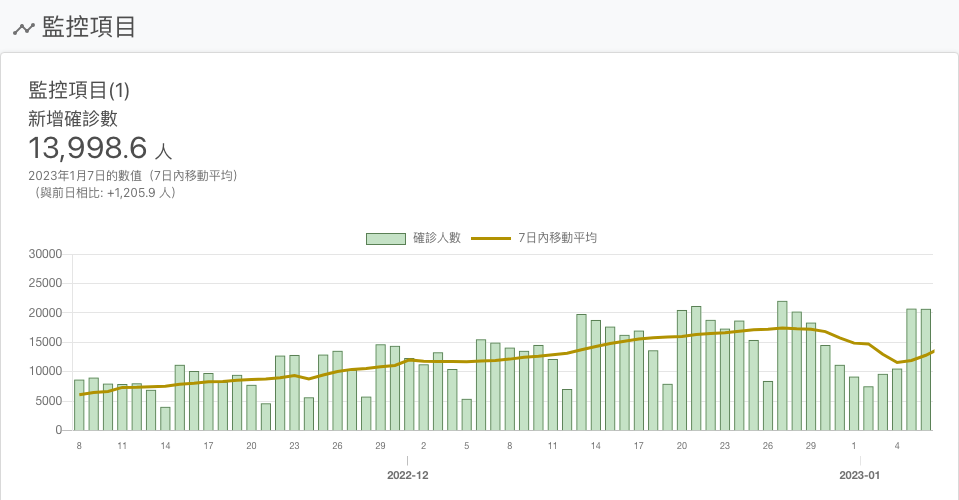 監控項目
監控項目(1)
新增確診數
13,998.6 人
2023年1月7日的數值（7日內移動平均）
（與前日相比: +1,205.9 人）
確診人數 7日內移動平均
30000
25000
20000
15000
10000
5000
0
8 11 14 17 20 23 26 29 2 5 8 11 14 17 20 23 26 29 1 4
2022-12 2023-01